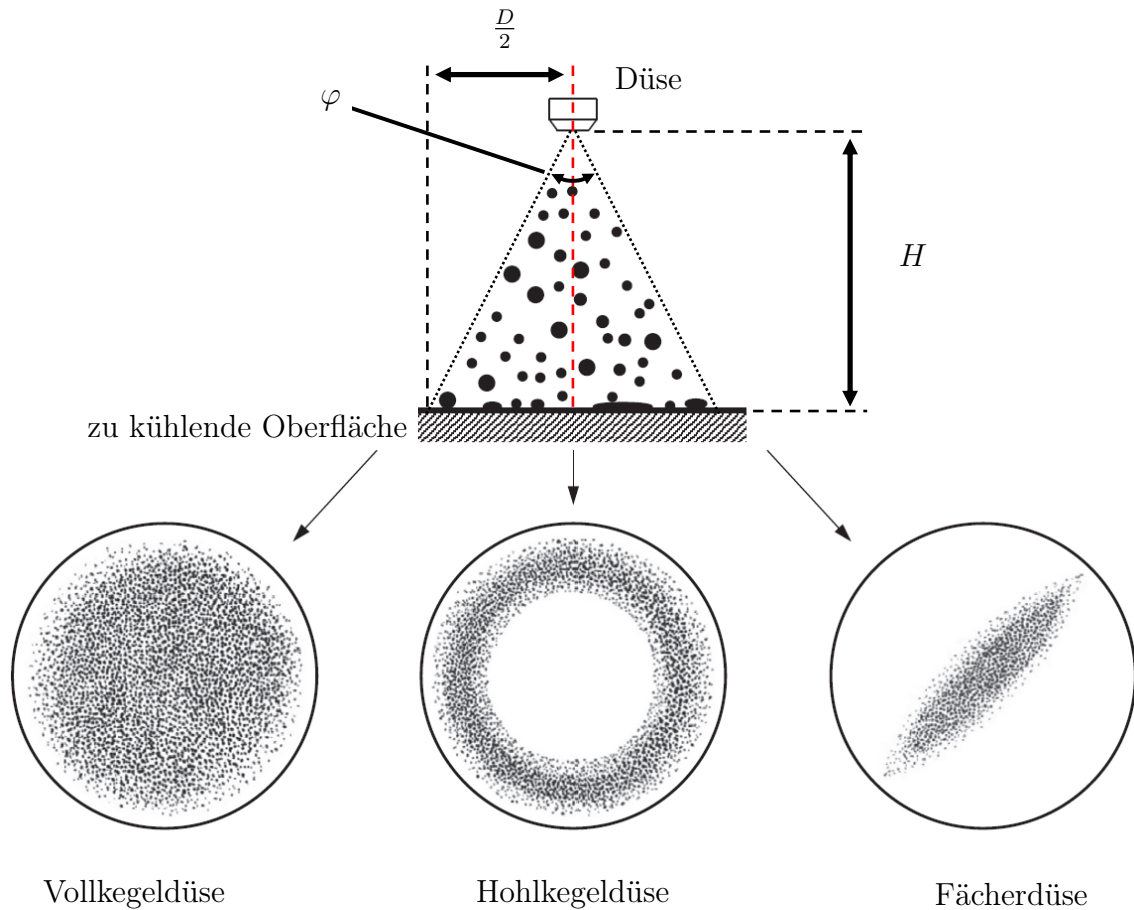 D/2
Düse
φ
H
zu kühlende Oberfläche
Vollkegeldüse
Hohlkegeldüse
Fächerdüse